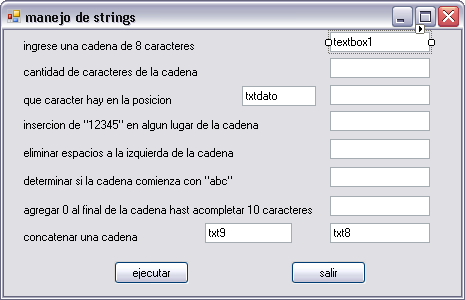 manejo de strings
ingrese una cadena de 8 caracteres textbox1
cantidad de caracteres de la cadena
que caracter hay en la posicion txtdato
insercion de "12345" en algun lugar de la cadena
eliminar espacios a la izquierda de la cadena
determinar si la cadena comienza con "abc"
agregar 0 al final de la cadena hast acompletar 10 caracteres
concatenar una cadena txt9 txt8
ejecutar salir